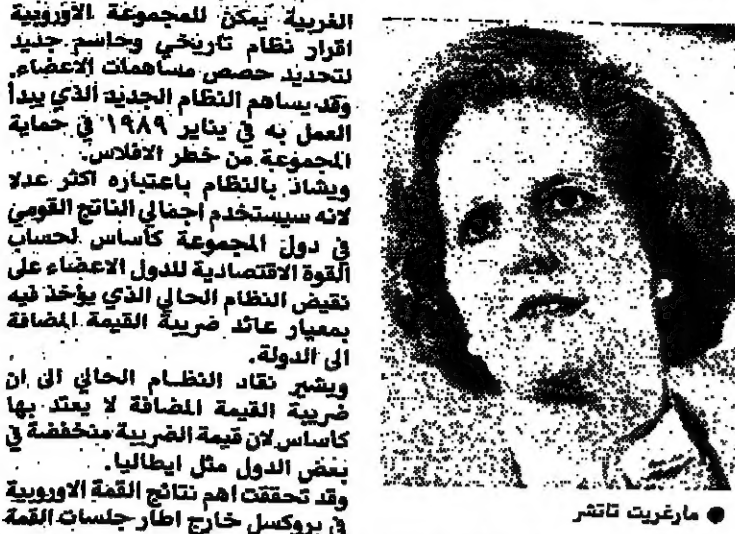 الغربية يمكن للمجموعة الاوروبية
اقرار نظام تاريخي وحاسم جديد
لتحديد حصص مساهمات الاعضاء.
وقد يساهم النظام الجديد الذي يبدأ
العمل به في يناير ١٩٨٩ في حماية
المجموعة من خطر الافلاس.
ويشاد بالنظام باعتباره اكثر عدلا
لانه سيستخدم اجمالي الناتج القومي
في دول المجموعة كأساس لحساب
القوة الاقتصادية للدول الاعضاء على
نقيض النظام الحالي الذي يؤخذ فيه
بمعيار عائد ضريبة القيمة المضافة
الى الدولة.
ويشير نقاد النظام الحالي الى ان
ضريبة القيمة المضافة لا يعتد بها
كاساس لان قيمة الضريبة منخفضة في
بعض الدول مثل ايطاليا.
وقد تحققت اهم نتائج القمة الاوروبية
في بروكسل خارج اطار جلسات القمة
● مارغريت تاتشر